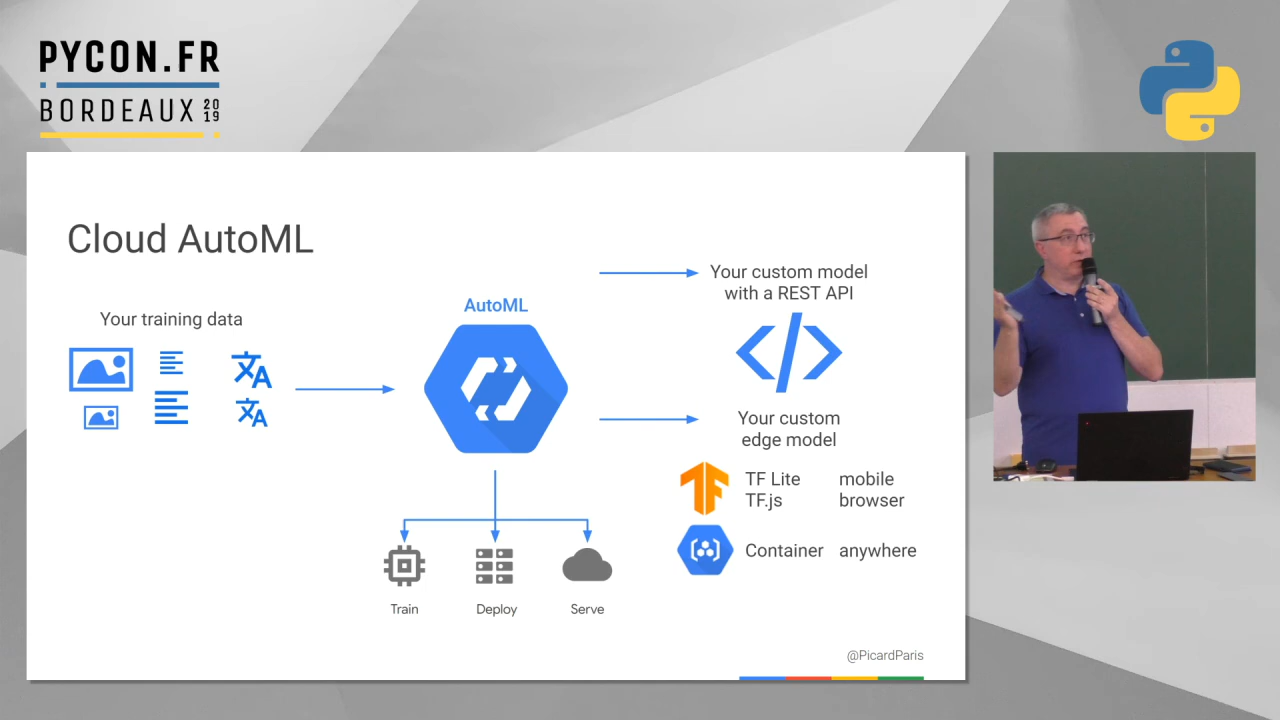 PYCON.FR
BORDEAUX 2019
Cloud AutoML
Your training data
AutoML
Your custom model
with a REST API
Your custom
edge model
TF Lite mobile
TF.js browser
Container anywhere
Train
Deploy
Serve
@PicardParis